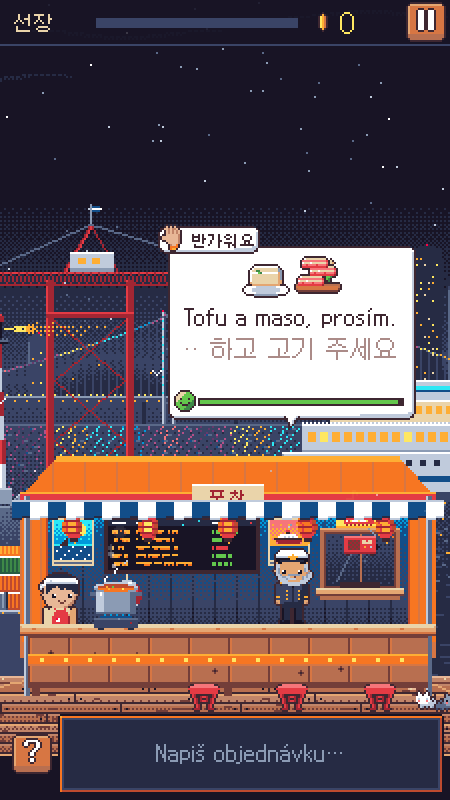 선장
0
반가워요
Tofu a maso, prosím.
·· 하고 고기 주세요
포차
?
Napiš objednávku···